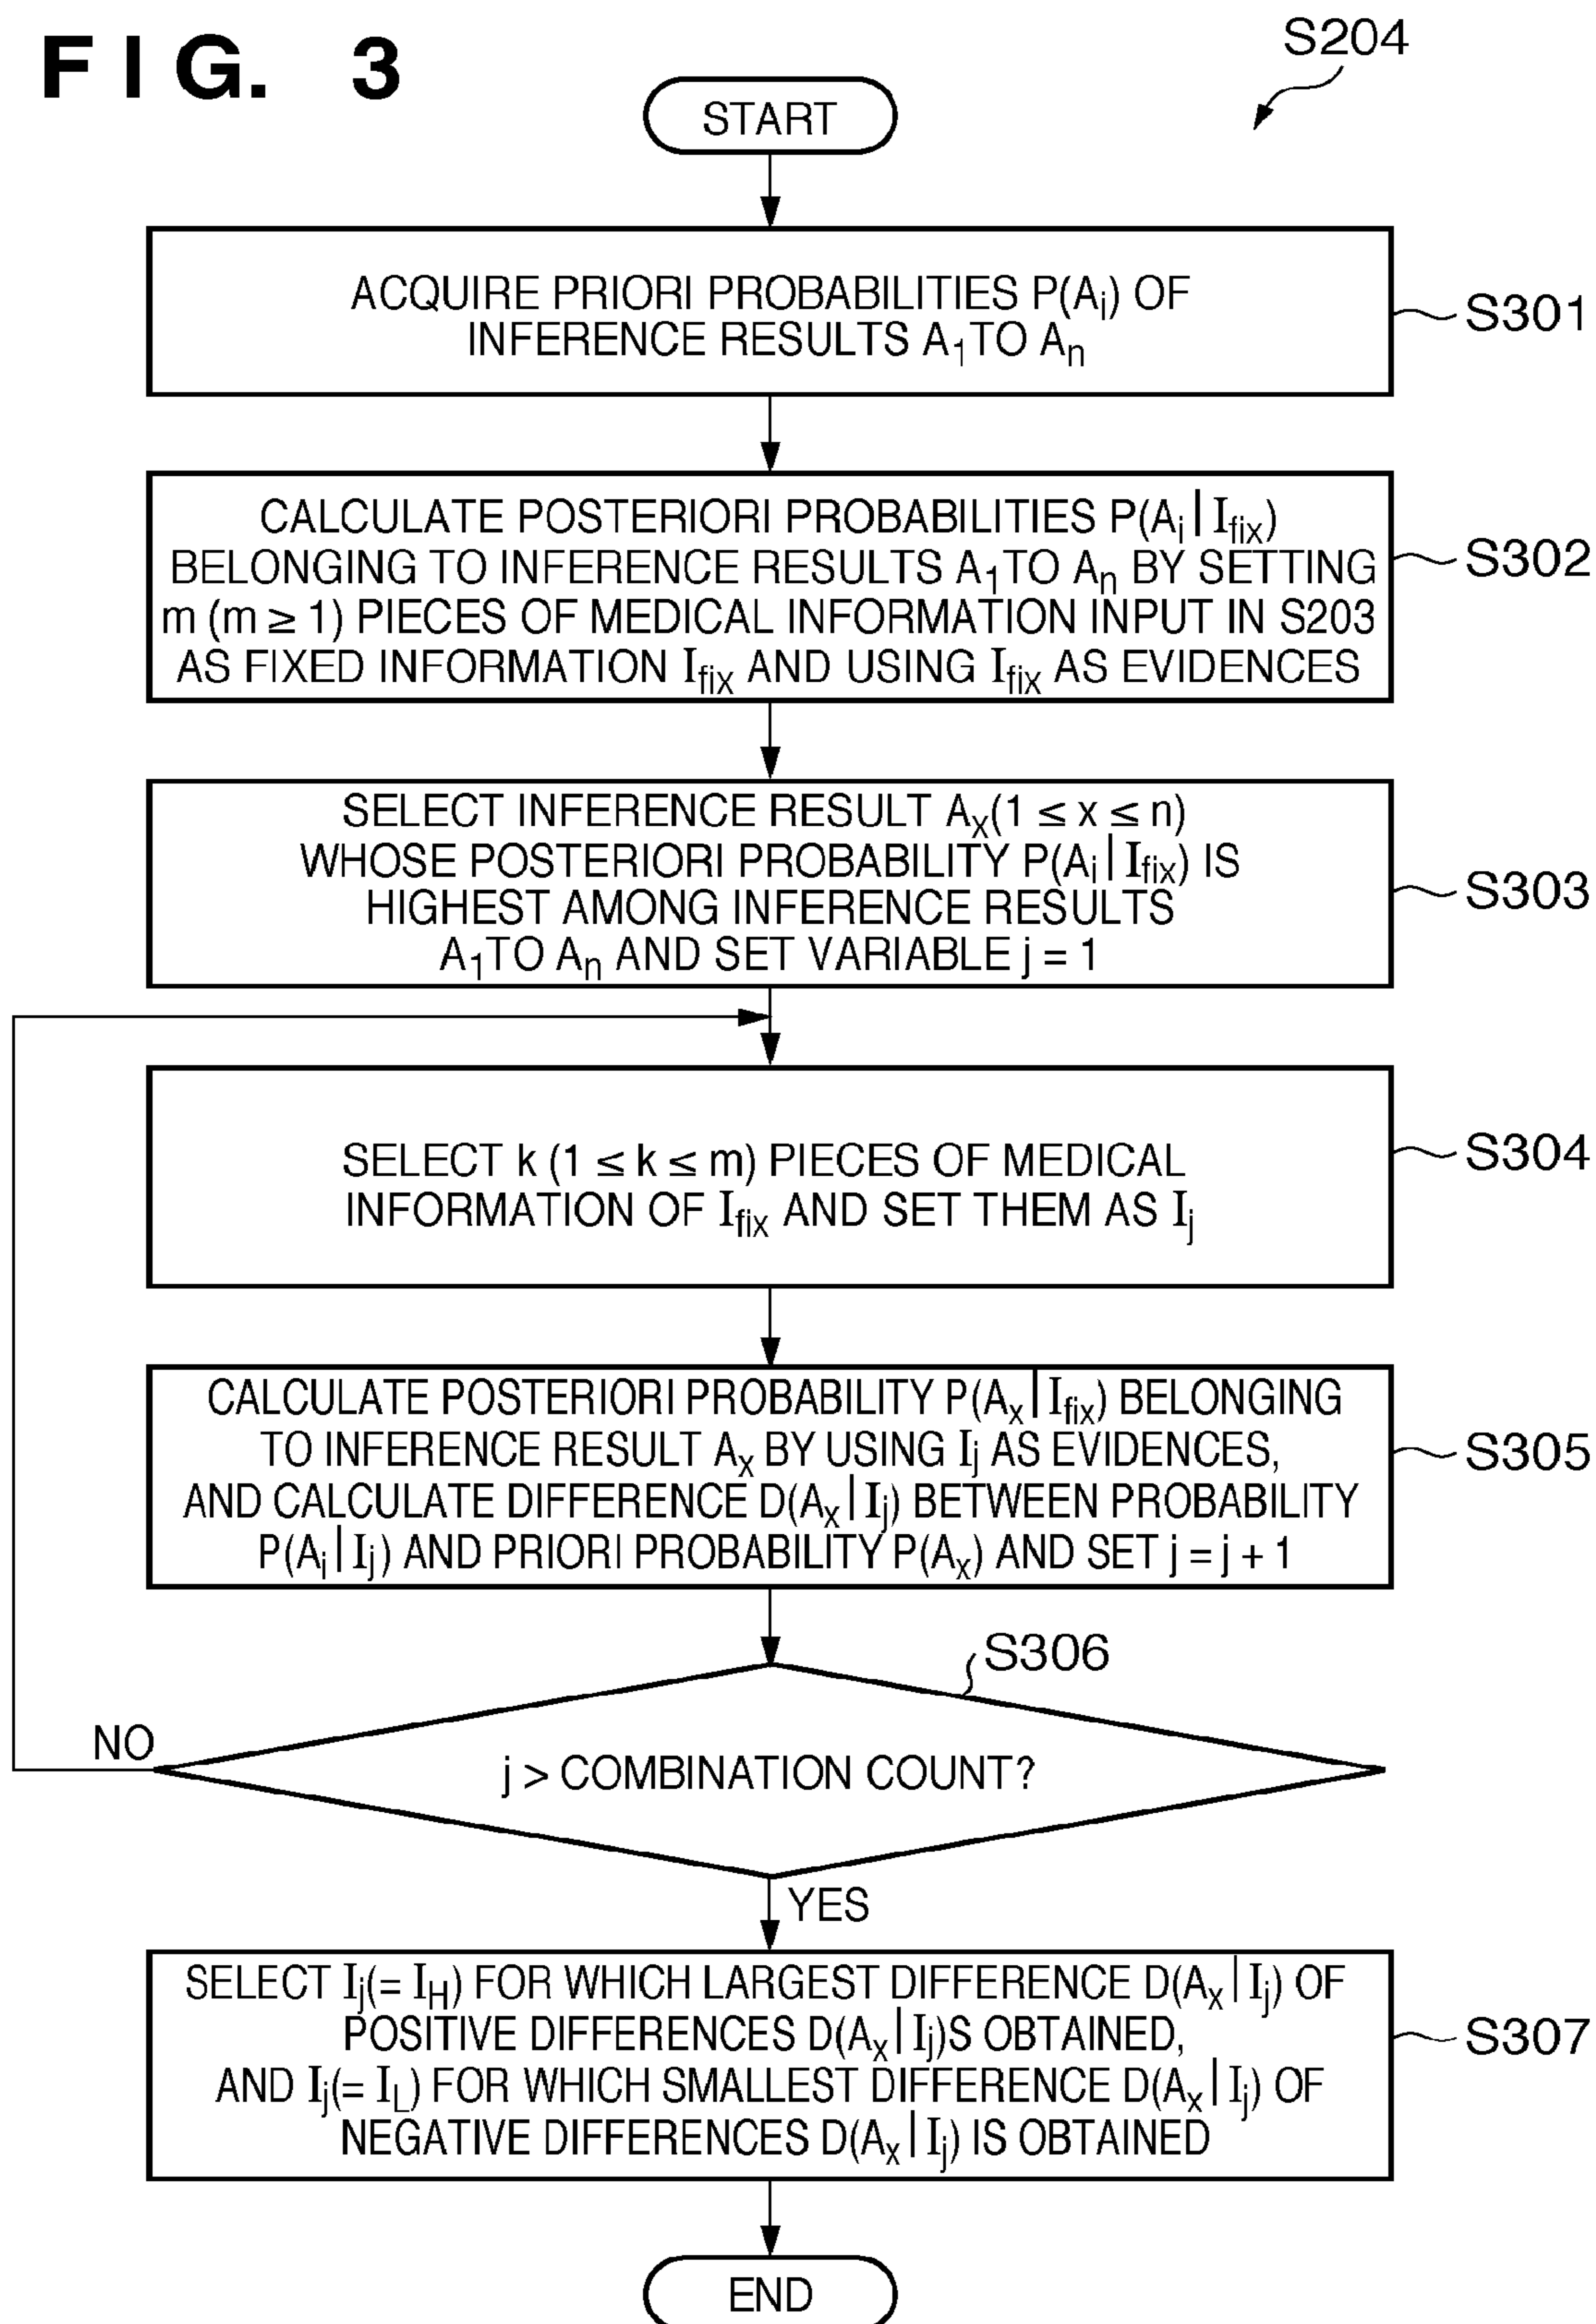 FIG. 3
S204
START
ACQUIRE PRIORI PROBABILITIES P(Ai) OF
INFERENCE RESULTS A1 TO An
S301
CALCULATE POSTERIORI PROBABILITIES P(Ai|Ifix)
BELONGING TO INFERENCE RESULTS A1 TO An BY SETTING
m (m ≥ 1) PIECES OF MEDICAL INFORMATION INPUT IN S203
AS FIXED INFORMATION Ifix AND USING Ifix AS EVIDENCES
S302
SELECT INFERENCE RESULT Ax(1 ≤ x ≤ n)
WHOSE POSTERIORI PROBABILITY P(Ai|Ifix) IS
HIGHEST AMONG INFERENCE RESULTS
A1 TO An AND SET VARIABLE j = 1
S303
SELECT k (1 ≤ k ≤ m) PIECES OF MEDICAL
INFORMATION OF Ifix AND SET THEM AS Ij
S304
CALCULATE POSTERIORI PROBABILITY P(Ax|Ifix) BELONGING
TO INFERENCE RESULT Ax BY USING Ij AS EVIDENCES,
AND CALCULATE DIFFERENCE D(Ax|Ij) BETWEEN PROBABILITY
P(Ai|Ij) AND PRIORI PROBABILITY P(Ax) AND SET j = j + 1
S305
S306
NO
j > COMBINATION COUNT?
YES
SELECT Ij(= IH) FOR WHICH LARGEST DIFFERENCE D(Ax|Ij) OF
POSITIVE DIFFERENCES D(Ax|Ij)S OBTAINED,
AND Ij(= IL) FOR WHICH SMALLEST DIFFERENCE D(Ax|Ij) OF
NEGATIVE DIFFERENCES D(Ax|Ij) IS OBTAINED
S307
END